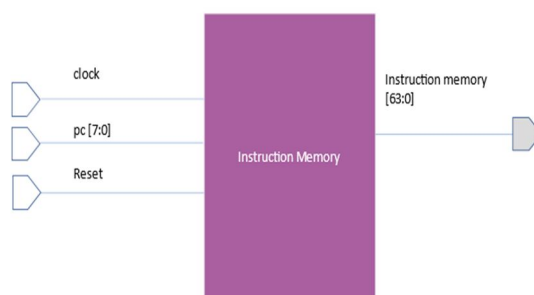 clock
pc [7:0]
Reset
Instruction Memory
Instruction memory
[63:0]